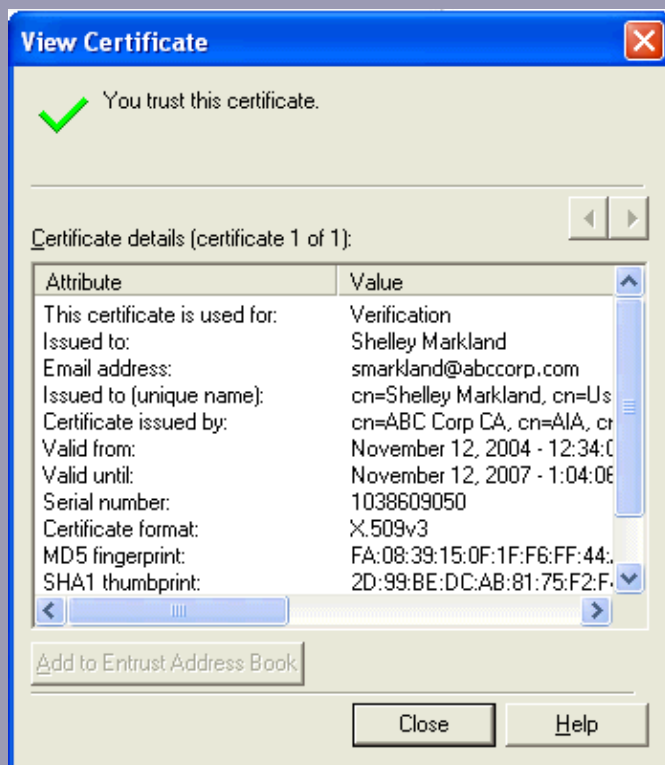 View Certificate
You trust this certificate.
Certificate details (certificate 1 of 1):
Attribute Value
This certificate is used for: Verification
Issued to: Shelley Markland
Email address: smarkland@abccorp.com
Issued to (unique name): cn=Shelley Markland, cn=Us
Certificate issued by: cn=ABC Corp CA, cn=AIA, cn
Valid from: November 12, 2004 - 12:34:0
Valid until: November 12, 2007 - 1:04:06
Serial number: 1038609050
Certificate format: X.509v3
MD5 fingerprint: FA:08:39:15:0F:1F:F6:FF:44:
SHA1 thumbprint: 2D:99:BE:DC:AB:81:75:F2:F
Add to Entrust Address Book
Close Help